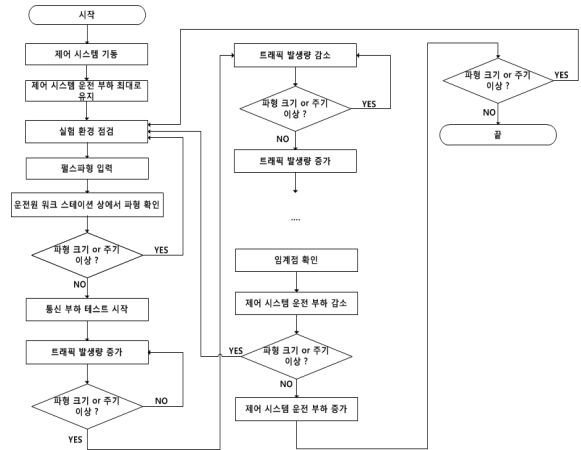 시작
제어 시스템 기동
제어 시스템 운전 부하 최대로
유지
실험 환경 점검
펄스파형 입력
운전원 워크 스테이션 상에서 파형 확인
파형 크기 or 주기
이상 ?
YES
NO
통신 부하 테스트 시작
트래픽 발생량 증가
파형 크기 or 주기
이상 ?
NO
YES
트래픽 발생량 감소
파형 크기 or 주기
이상 ?
YES
NO
트래픽 발생량 증가
....
임계점 확인
제어 시스템 운전 부하 감소
파형 크기 or 주기
이상 ?
YES
NO
제어 시스템 운전 부하 증가
파형 크기 or 주기
이상 ?
YES
NO
끝